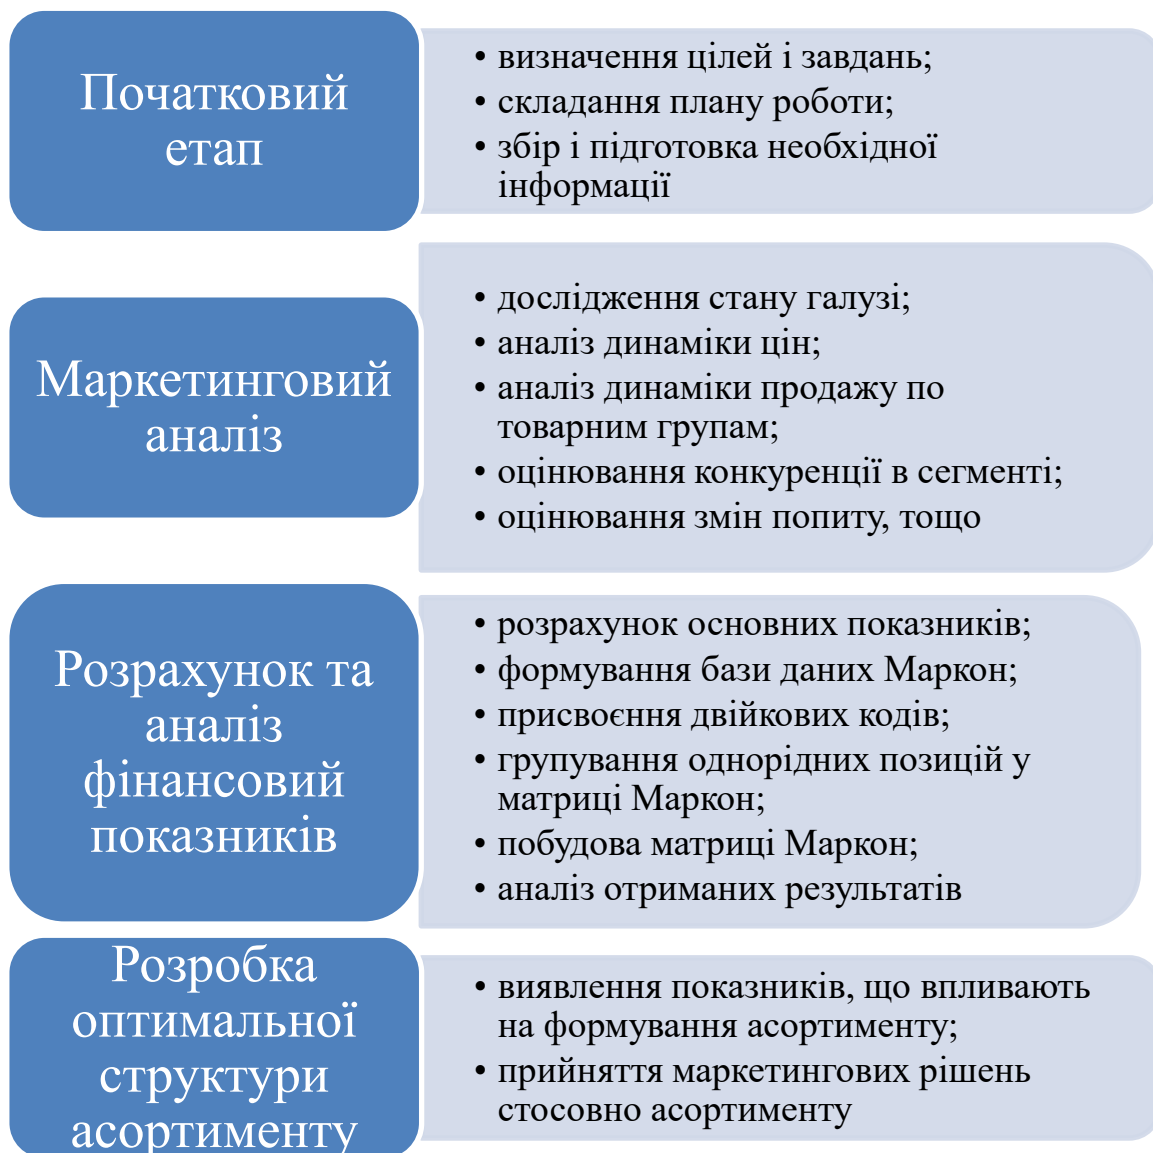 Початковий
етап
• визначення цілей і завдань;
• складання плану роботи;
• збір і підготовка необхідної
інформації
Маркетинговий
аналіз
• дослідження стану галузі;
• аналіз динаміки цін;
• аналіз динаміки продажу по
товарним групам;
• оцінювання конкуренції в сегменті;
• оцінювання змін попиту, тощо
Розрахунок та
аналіз
фінансовий
показників
• розрахунок основних показників;
• формування бази даних Маркон;
• присвоєння двійкових кодів;
• групування однорідних позицій у
матриці Маркон;
• побудова матриці Маркон;
• аналіз отриманих результатів
Розробка
оптимальної
структури
асортименту
• виявлення показників, що впливають
на формування асортименту;
• прийняття маркетингових рішень
стосовно асортименту